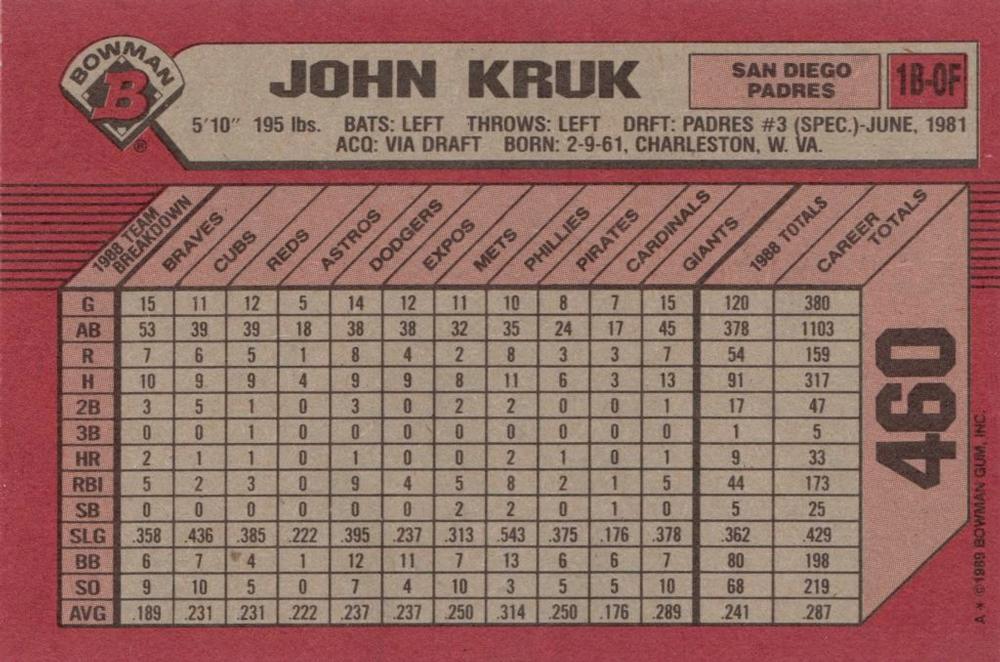 BOWMAN
B
®
JOHN KRUK
SAN DIEGO
PADRES
1B-OF
5'10" 195 lbs. BATS: LEFT THROWS: LEFT DRFT: PADRES #3 (SPEC.)-JUNE, 1981
ACQ: VIA DRAFT BORN: 2-9-61, CHARLESTON, W. VA.
1988 TEAM BREAKDOWN BRAVES CUBS REDS ASTROS DODGERS EXPOS METS PHILLIES PIRATES CARDINALS GIANTS 1988 TOTALS CAREER TOTALS
G 15 11 12 5 14 12 11 10 8 7 15 120 380
AB 53 39 39 18 38 38 32 35 24 17 45 378 1103
R 7 6 5 1 8 4 2 8 3 3 7 54 159
H 10 9 9 4 9 9 8 11 6 3 13 91 317
2B 3 5 1 0 3 0 2 2 0 0 1 17 47
3B 0 0 1 0 0 0 0 0 0 0 0 1 5
HR 2 1 1 0 1 0 0 2 1 0 1 9 33
RBI 5 2 3 0 9 4 5 8 2 1 5 44 173
SB 0 0 0 0 0 0 2 2 0 1 0 5 25
SLG .358 .436 .385 .222 .395 .237 .313 .543 .375 .176 .378 .362 .429
BB 6 7 4 1 12 11 7 13 6 6 7 80 198
SO 9 10 5 0 7 4 10 3 5 5 10 68 219
AVG .189 .231 .231 .222 .237 .237 .250 .314 .250 .176 .289 .241 .287
460
A * © 1989 BOWMAN GUM, INC.